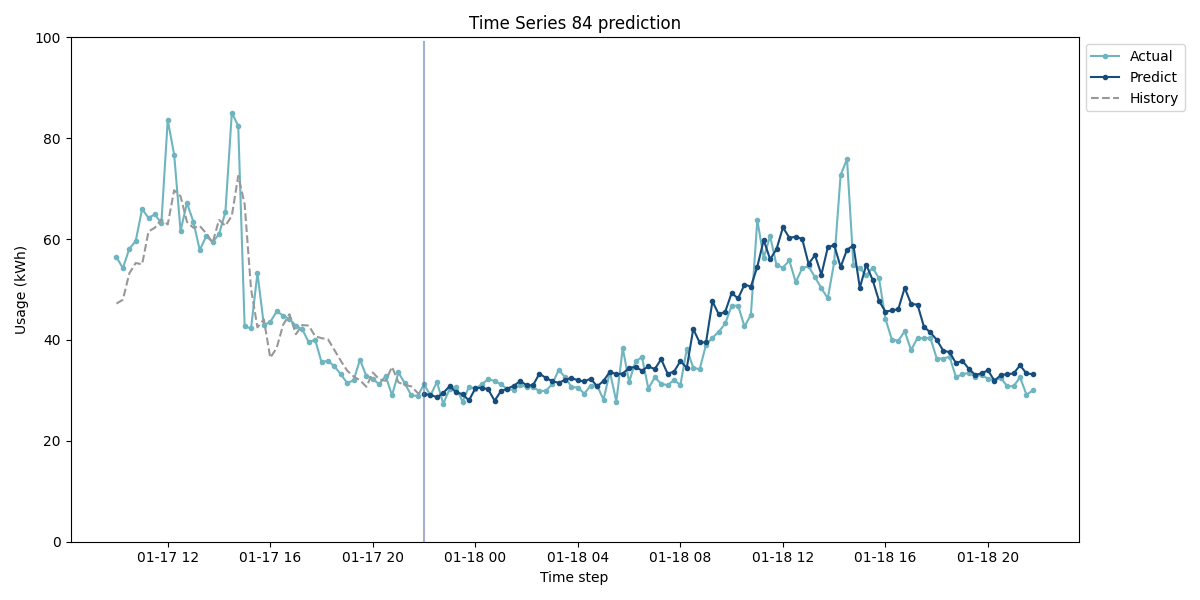 Time Series 84 prediction
100
80
60
40
20
0
Usage (kWh)
01-17 12
01-17 16
01-17 20
01-18 00
01-18 04
01-18 08
01-18 12
01-18 16
01-18 20
Time step
Actual
Predict
History